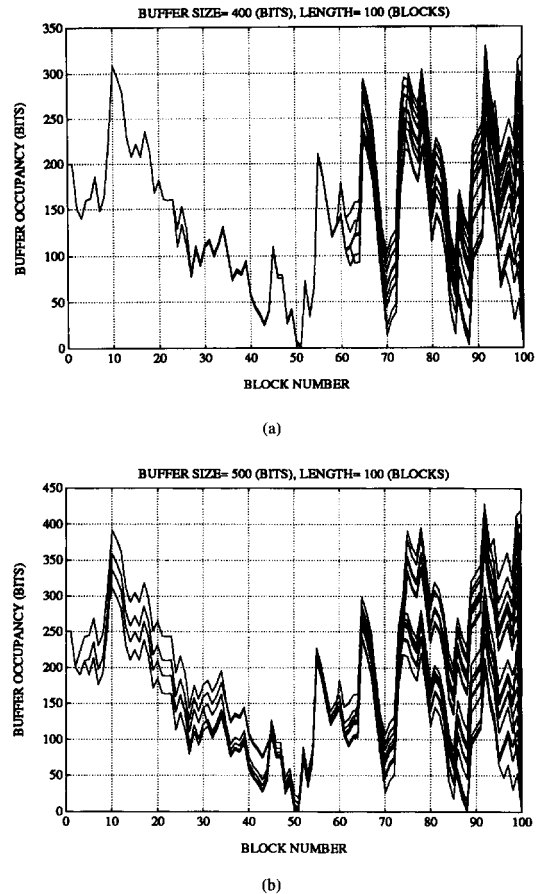 BUFFER SIZE= 400 (BITS), LENGTH= 100 (BLOCKS)
350
300
250
200
150
100
50
0
BUFFER OCCUPANCY (BITS)
0 10 20 30 40 50 60 70 80 90 100
BLOCK NUMBER
(a)
BUFFER SIZE= 500 (BITS), LENGTH= 100 (BLOCKS)
450
400
350
300
250
200
150
100
50
0
BUFFER OCCUPANCY (BITS)
0 10 20 30 40 50 60 70 80 90 100
BLOCK NUMBER
(b)